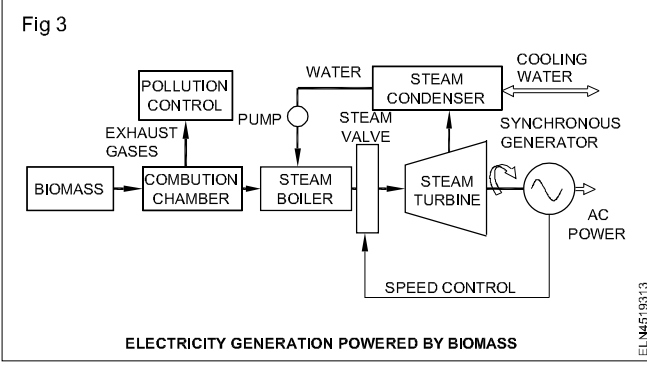 Fig 3
POLLUTION
CONTROL
EXHAUST
GASES
BIOMASS
COMBUTION
CHAMBER
WATER
PUMP
STEAM
BOILER
STEAM
VALVE
STEAM
CONDENSER
COOLING
WATER
STEAM
TURBINE
SYNCHRONOUS
GENERATOR
AC
POWER
SPEED CONTROL
ELECTRICITY GENERATION POWERED BY BIOMASS
ELN4519313